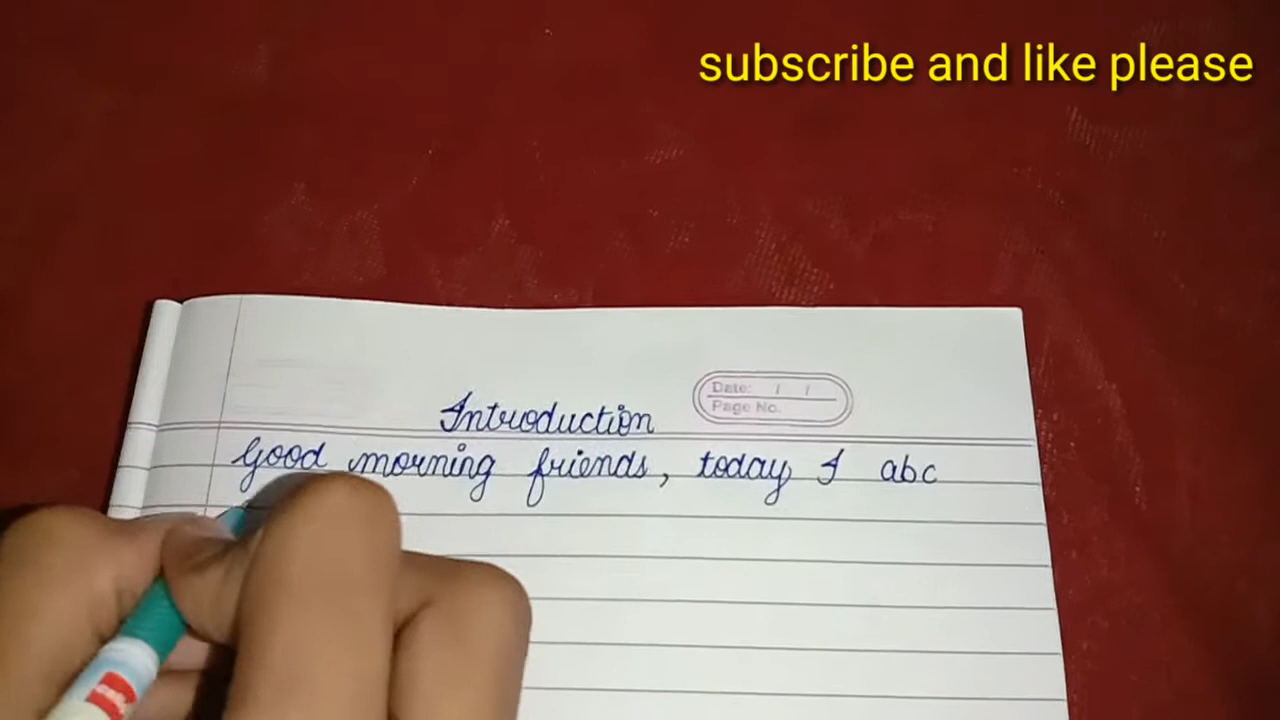 subscribe and like please
Date: / /
Page No.
Introduction
Good morning friends, today I abc